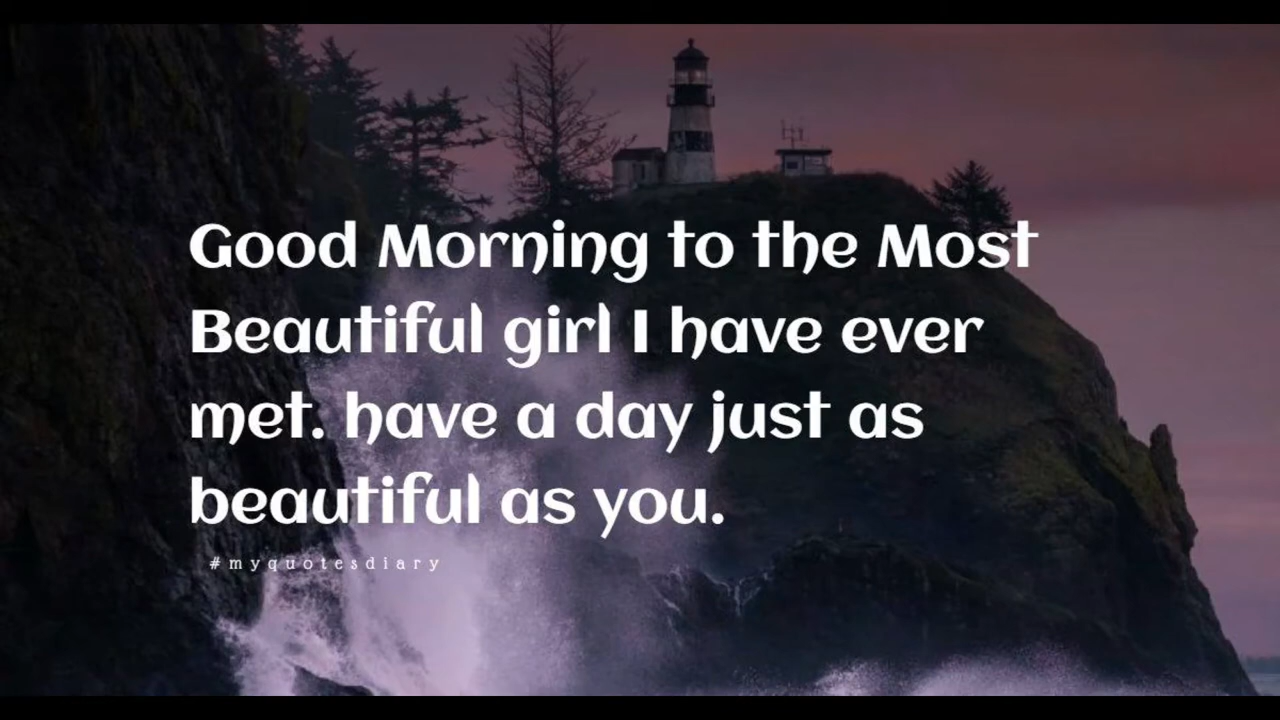 Good Morning to the Most
Beautiful girl I have ever
met. have a day just as
beautiful as you.
#myquotesdiary